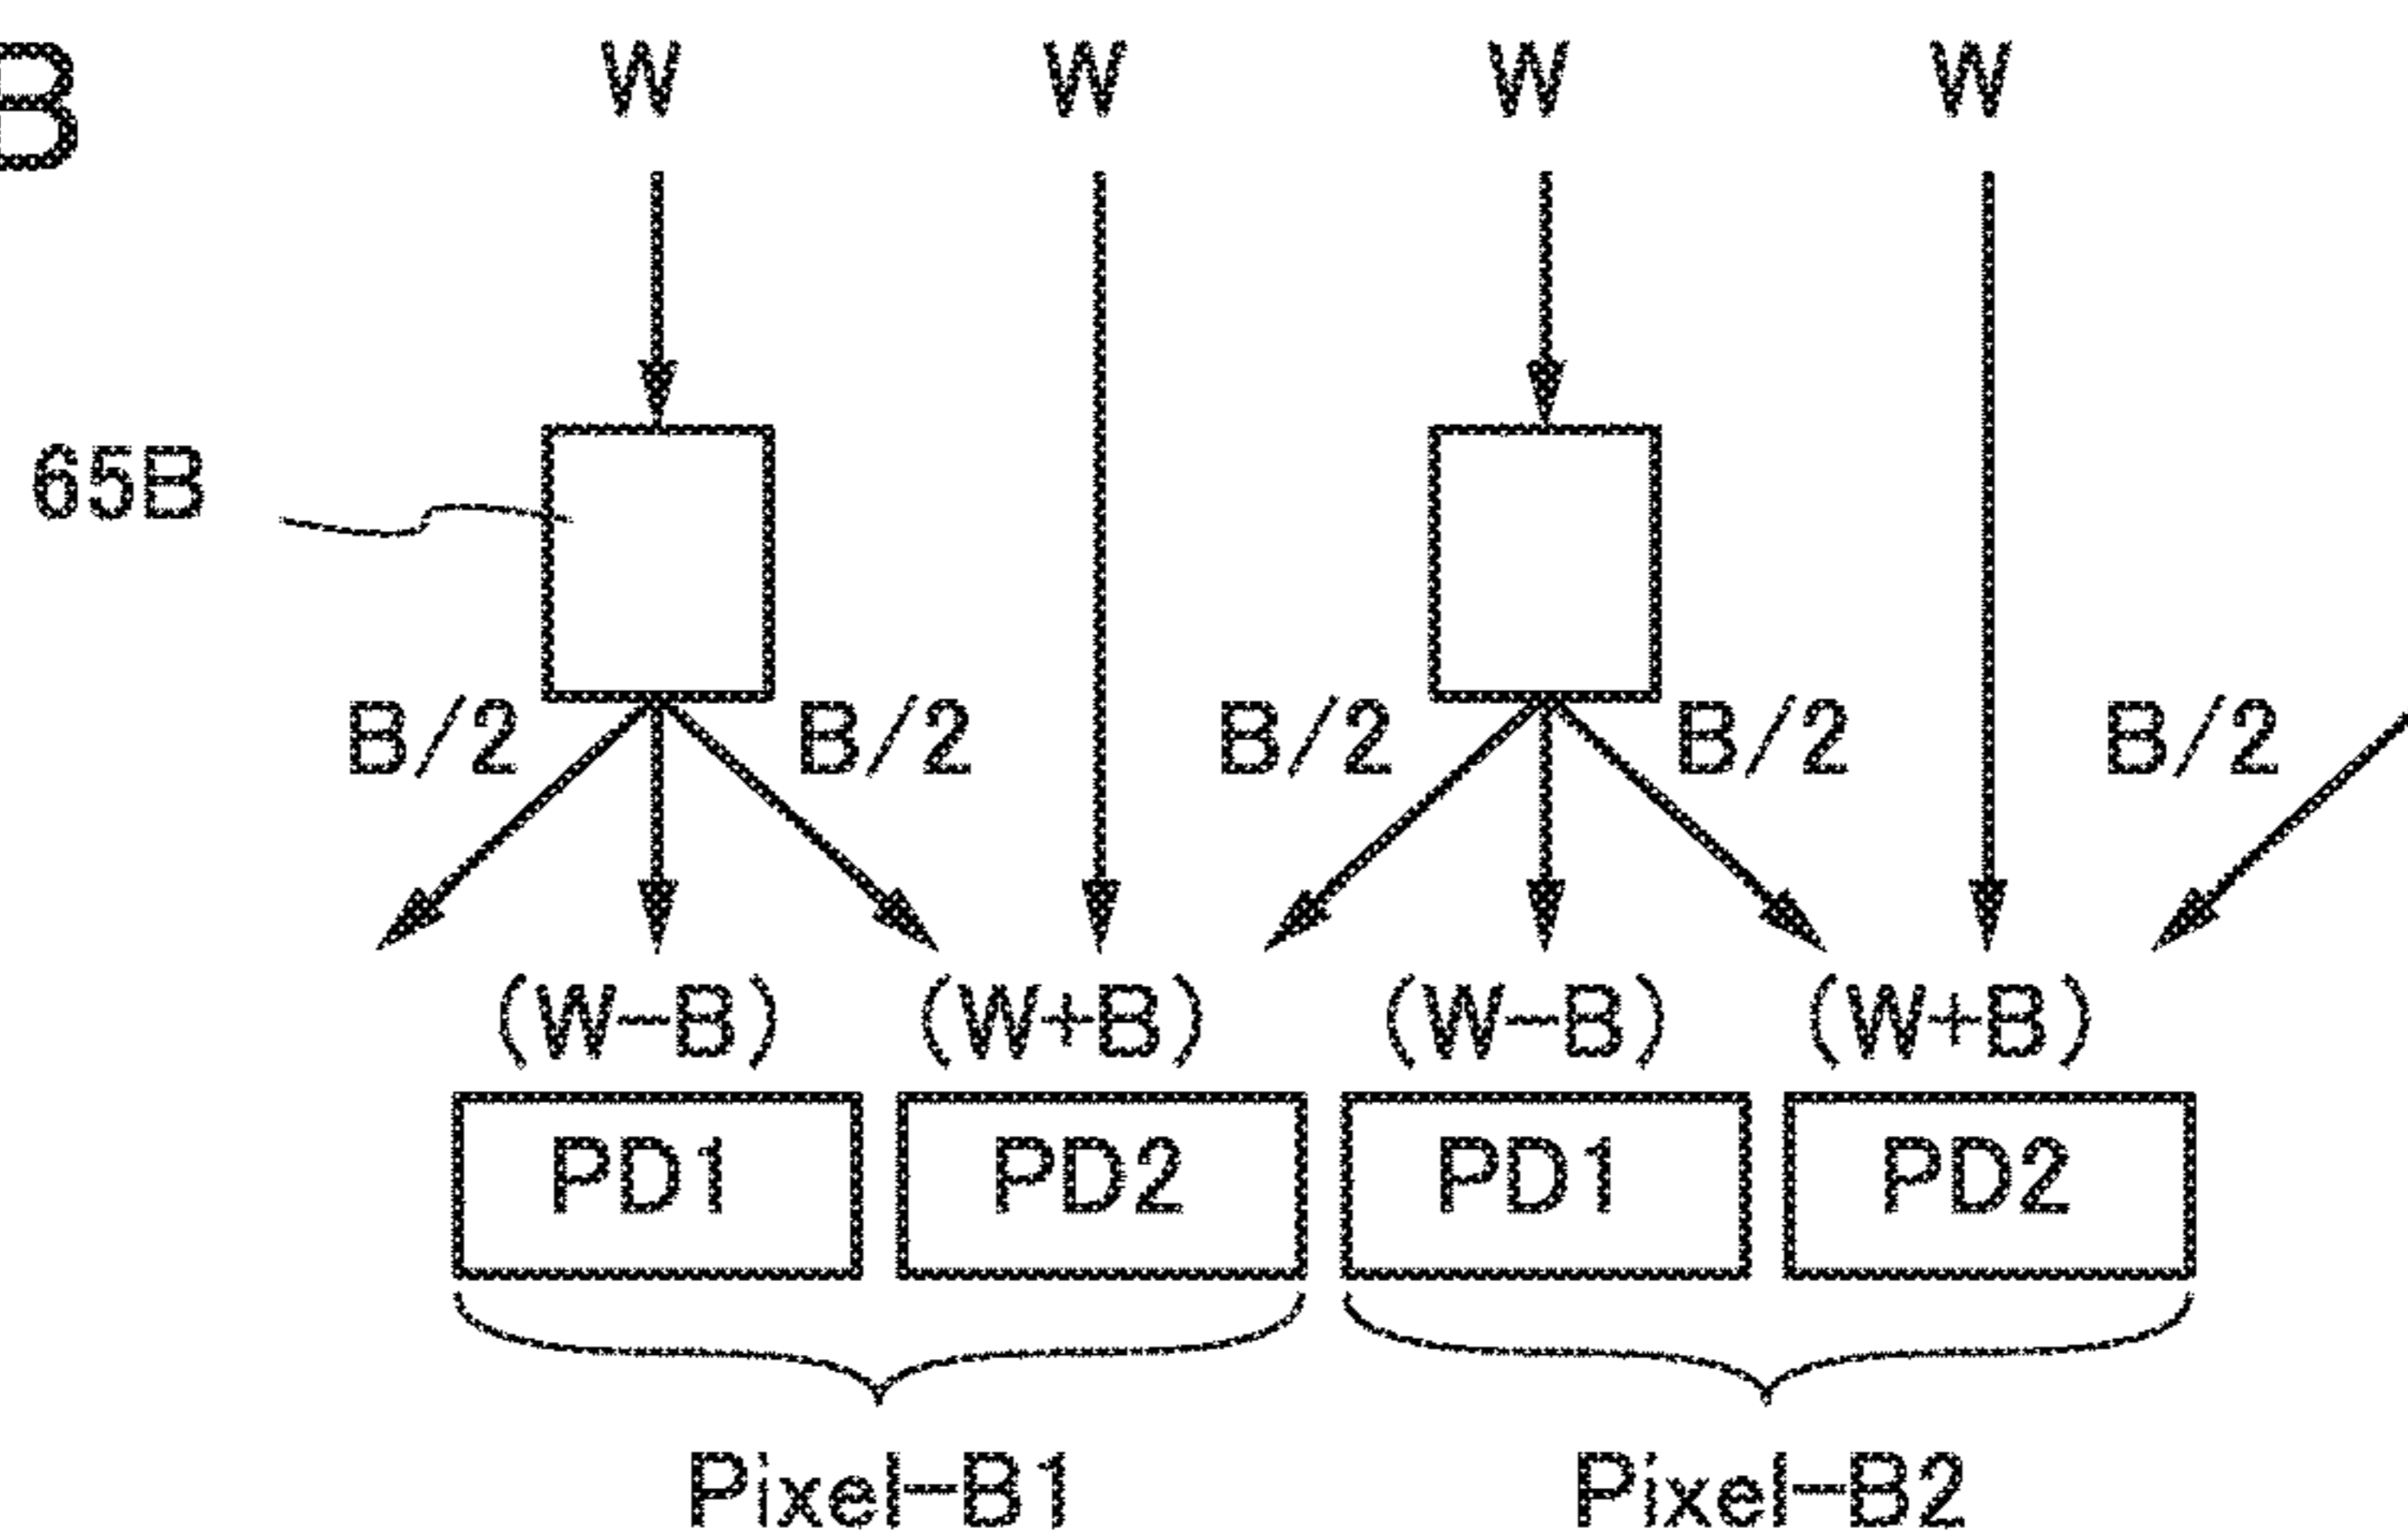 B
W W W W
65B
B/2 B/2 B/2 B/2 B/2
(W-B) (W+B) (W-B) (W+B)
PD1 PD2 PD1 PD2
Pixel-B1 Pixel-B2